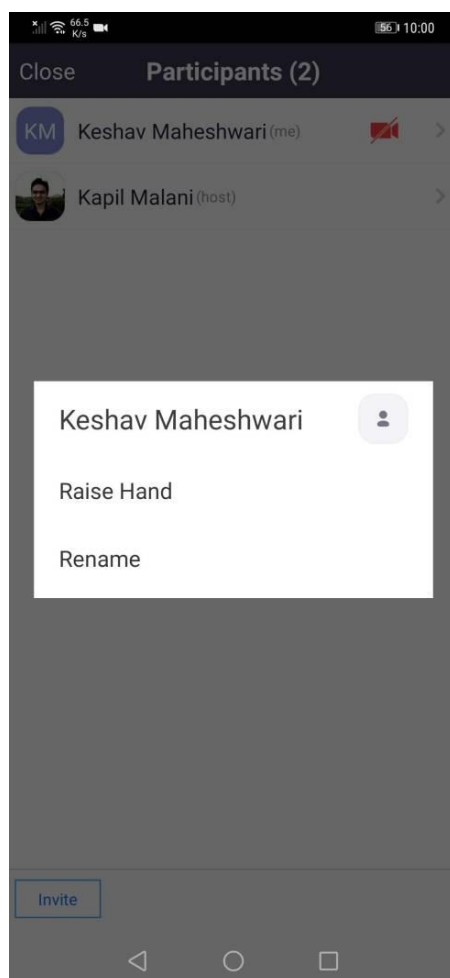 66.5
K/s
56 10:00
Close Participants (2)
KM Keshav Maheshwari (me)
Kapil Malani (host)
Keshav Maheshwari
Raise Hand
Rename
Invite